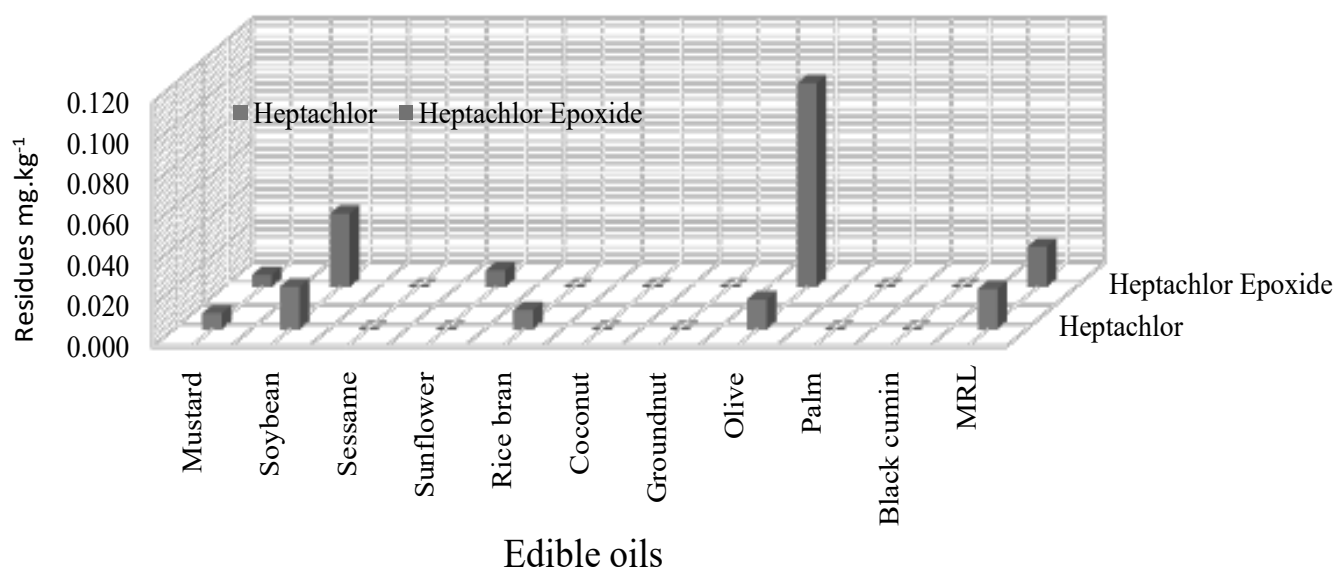 0.120
0.100
0.080
0.060
0.040
0.020
0.000
Residues mg.kg⁻¹
Heptachlor Heptachlor Epoxide
Heptachlor Epoxide
Heptachlor
Mustard
Soybean
Sessame
Sunflower
Rice bran
Coconut
Groundnut
Olive
Palm
Black cumin
MRL
Edible oils